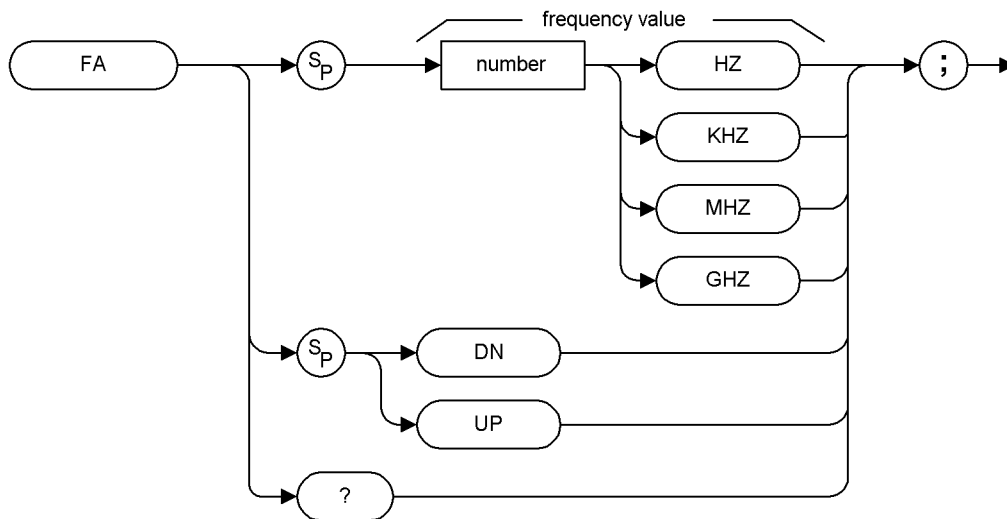 frequency value
FA SP number HZ ;
KHZ
MHZ
GHZ
SP DN
UP
?